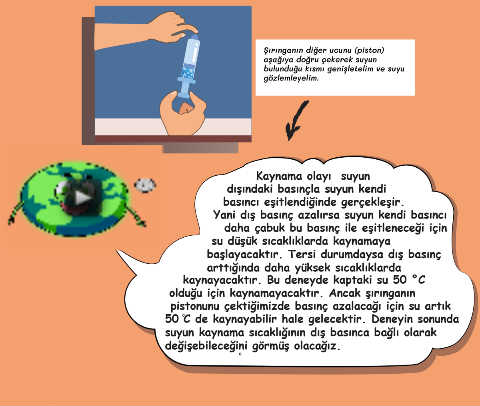 Şırınganın diğer ucunu (piston)
aşağıya doğru çekerek suyun
bulunduğu kısmı genişletelim ve suyu
gözlemleyelim.
Kaynama olayı suyun
dışındaki basınçla suyun kendi
basıncı eşitlendiğinde gerçekleşir.
Yani dış basınç azalırsa suyun kendi basıncı
daha çabuk bu basınç ile eşitleneceği için
su düşük sıcaklıklarda kaynamaya
başlayacaktır. Tersi durumdaysa dış basınç
arttığında daha yüksek sıcaklıklarda
kaynayacaktır. Bu deneyde kaptaki su 50 °C
olduğu için kaynamayacaktır. Ancak şırınganın
pistonunu çektiğimizde basınç azalacağı için su artık
50 °C de kaynayabilir hale gelecektir. Deneyin sonunda
suyun kaynama sıcaklığının dış basınca bağlı olarak
değişebileceğini görmüş olacağız.